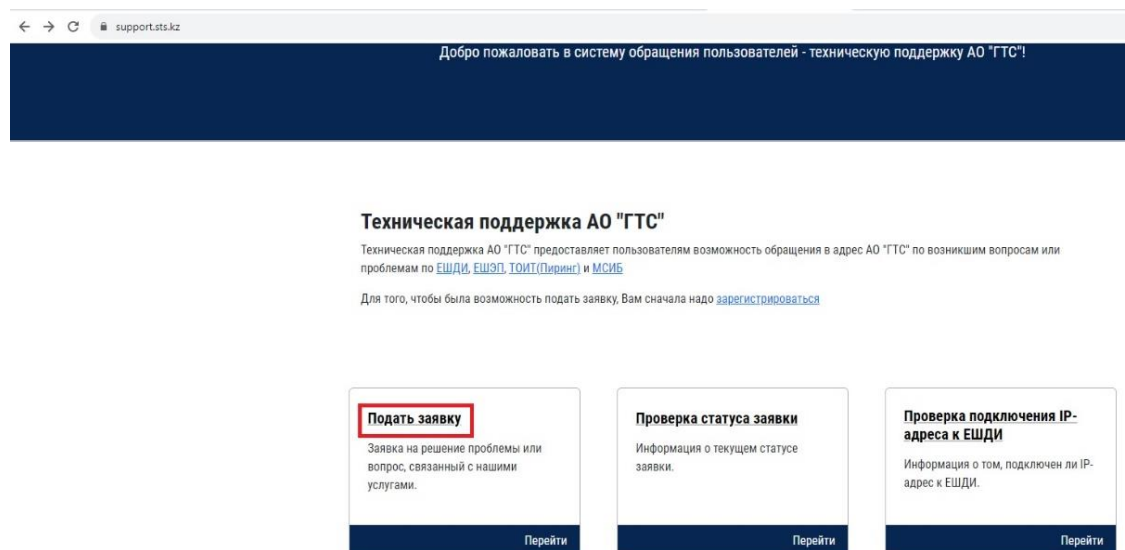 support.sts.kz
Добро пожаловать в систему обращения пользователей - техническую поддержку АО "ГТС"!
Техническая поддержка АО "ГТС"
Техническая поддержка АО "ГТС" предоставляет пользователям возможность обращения в адрес АО "ГТС" по возникшим вопросам или
проблемам по ЕШДИ, ЕШЭП, ТОИТ(Пиринг) и МСИБ
Для того, чтобы была возможность подать заявку, Вам сначала надо зарегистрироваться
Подать заявку
Заявка на решение проблемы или
вопрос, связанный с нашими
услугами.
Перейти
Проверка статуса заявки
Информация о текущем статусе
заявки.
Перейти
Проверка подключения IP-
адреса к ЕШДИ
Информация о том, подключен ли IP-
адрес к ЕШДИ.
Перейти